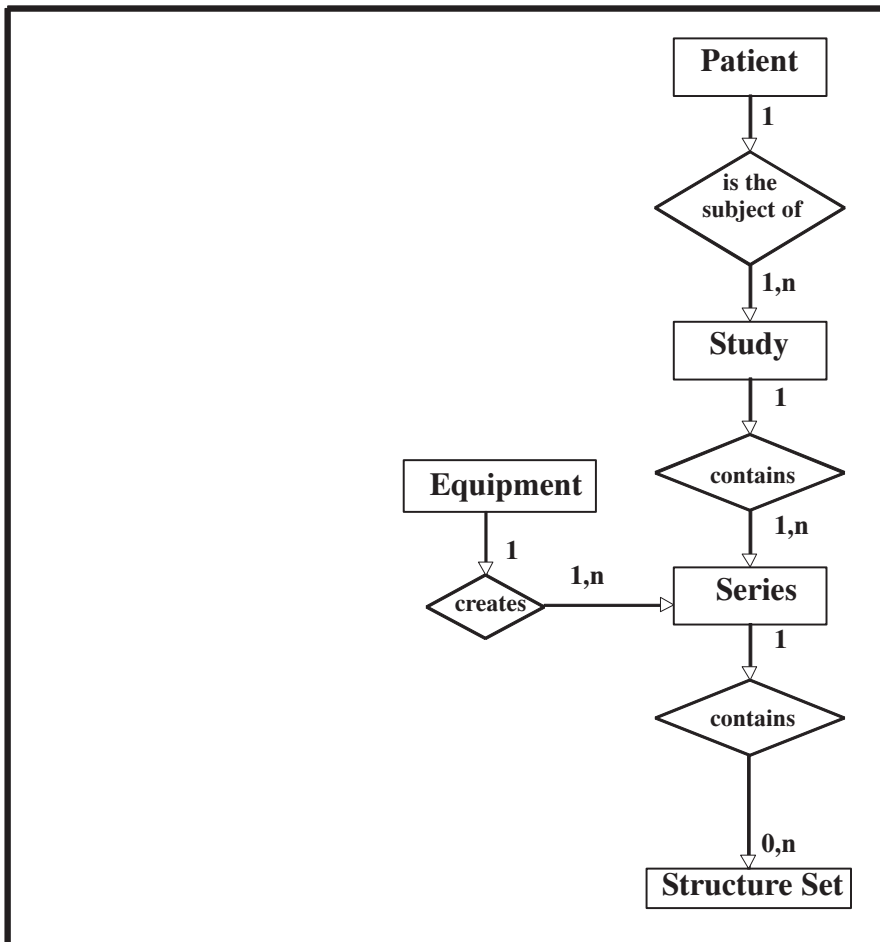 Patient
1
is the
subject of
1,n
Study
1
contains
Equipment
1,n
1
1,n
Series
creates
1
contains
0,n
Structure Set